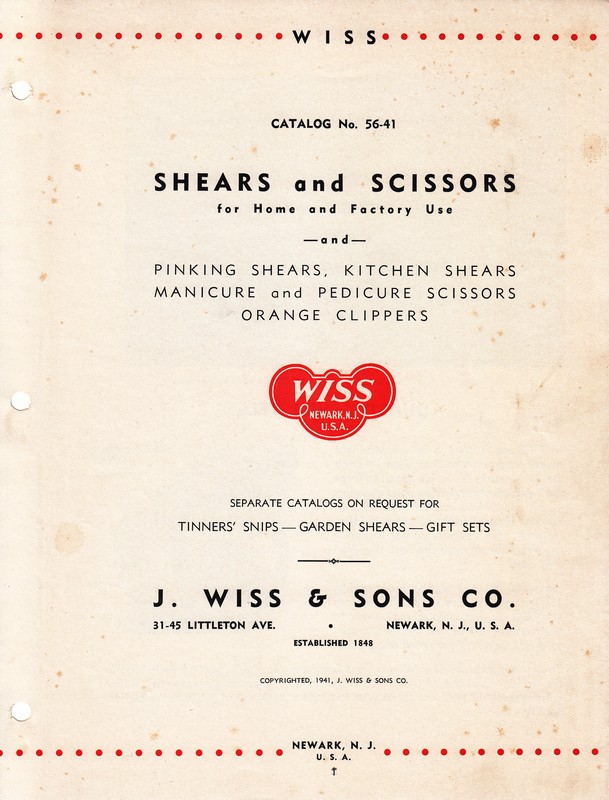 WISS
CATALOG No. 56-41
SHEARS and SCISSORS
for Home and Factory Use
—and—
PINKING SHEARS, KITCHEN SHEARS
MANICURE and PEDICURE SCISSORS
ORANGE CLIPPERS
WISS
NEWARK, N.J.
U.S.A.
SEPARATE CATALOGS ON REQUEST FOR
TINNERS' SNIPS — GARDEN SHEARS — GIFT SETS
J. WISS & SONS CO.
31-45 LITTLETON AVE. • NEWARK, N. J., U. S. A.
ESTABLISHED 1848
COPYRIGHTED, 1941, J. WISS & SONS CO.
NEWARK, N. J.
U. S. A.
†